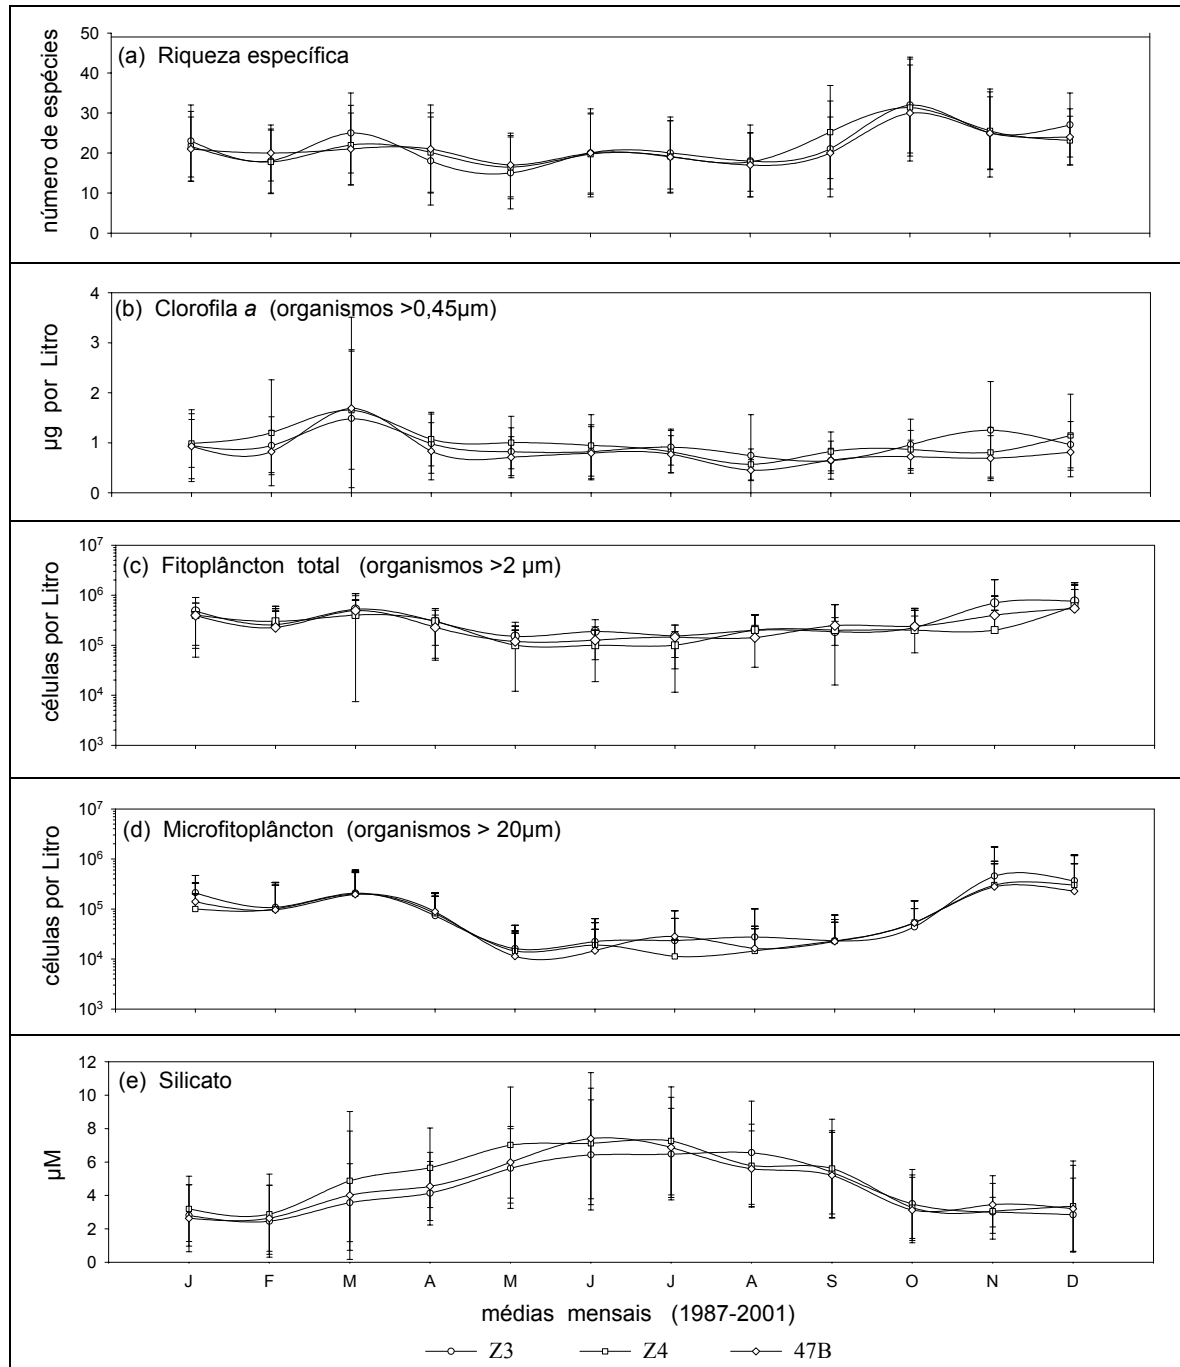 (a) Riqueza específica
número de espécies
50
40
30
20
10
0
(b) Clorofila a (organismos >0,45µm)
µg por Litro
4
3
2
1
0
(c) Fitoplâncton total (organismos >2 µm)
células por Litro
10⁷
10⁶
10⁵
10⁴
10³
(d) Microfitoplâncton (organismos > 20µm)
células por Litro
10⁷
10⁶
10⁵
10⁴
10³
(e) Silicato
µM
12
10
8
6
4
2
0
J F M A M J J A S O N D
médias mensais (1987-2001)
Z3 Z4 47B